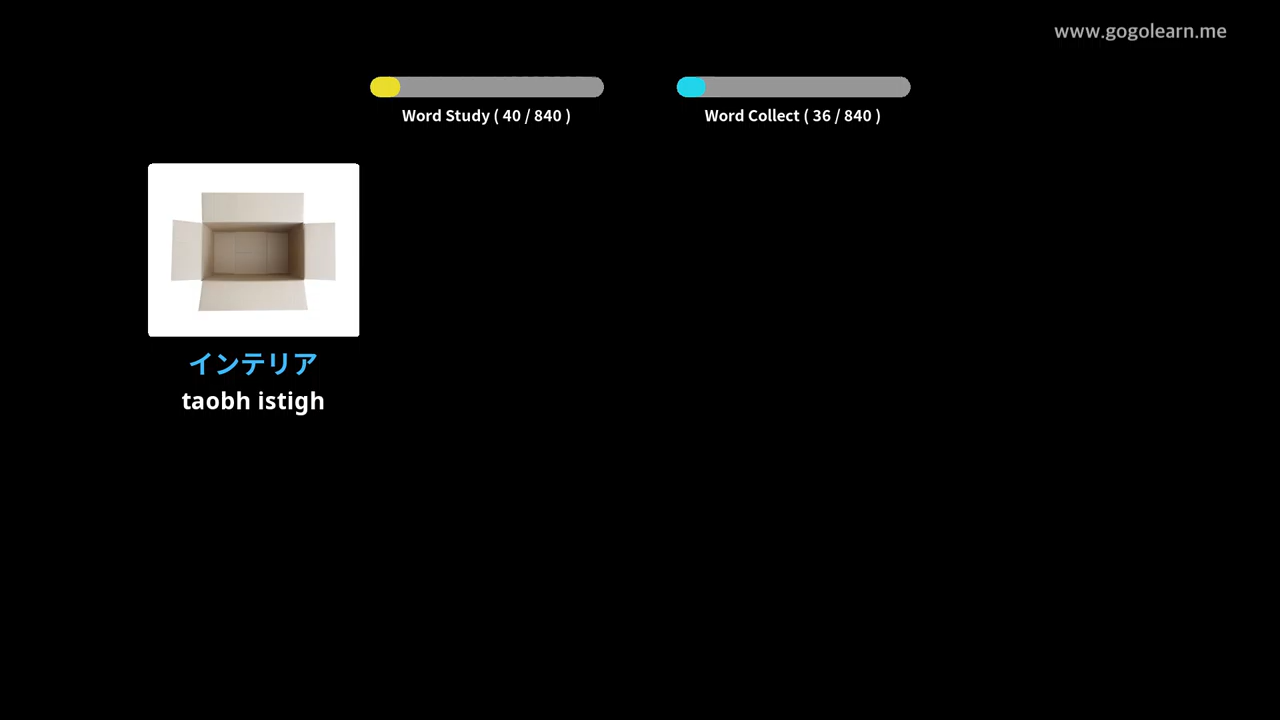 www.gogolearn.me
Word Study ( 40 / 840 )
Word Collect ( 36 / 840 )
インテリア
taobh istigh